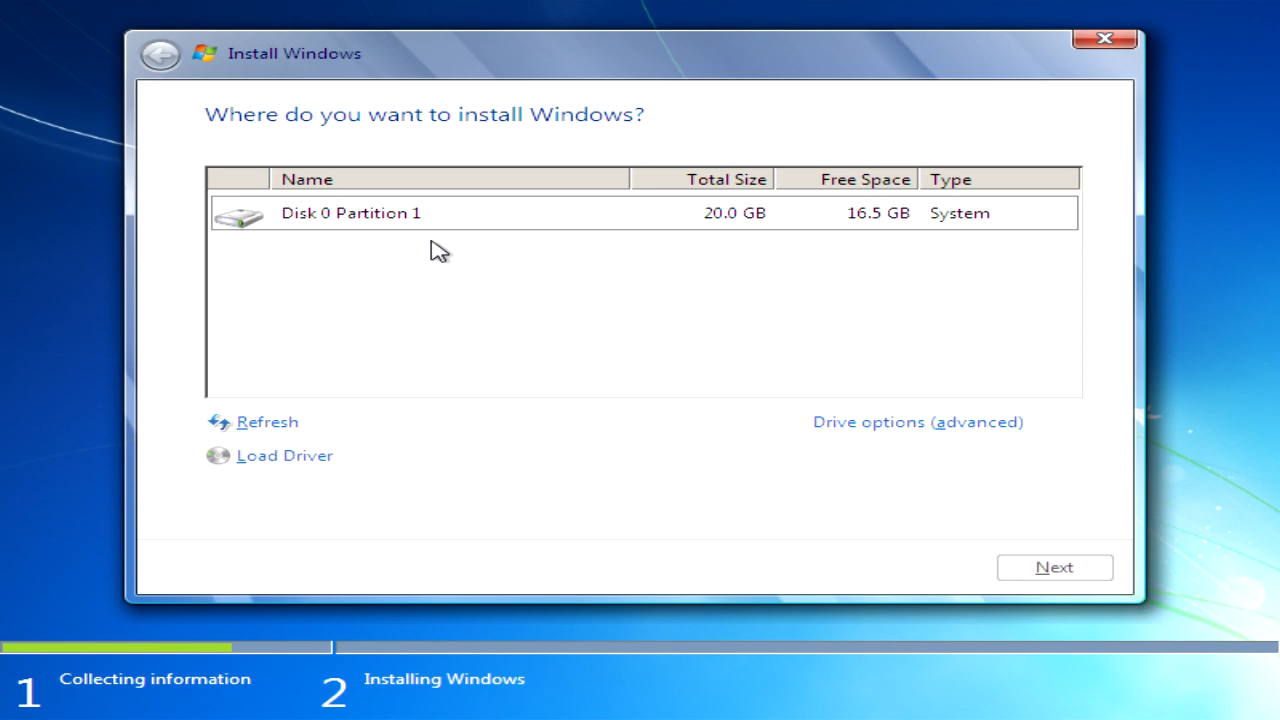 Install Windows
Where do you want to install Windows?
Name Total Size Free Space Type
Disk 0 Partition 1 20.0 GB 16.5 GB System
Refresh Drive options (advanced)
Load Driver
Next
1 Collecting information 2 Installing Windows